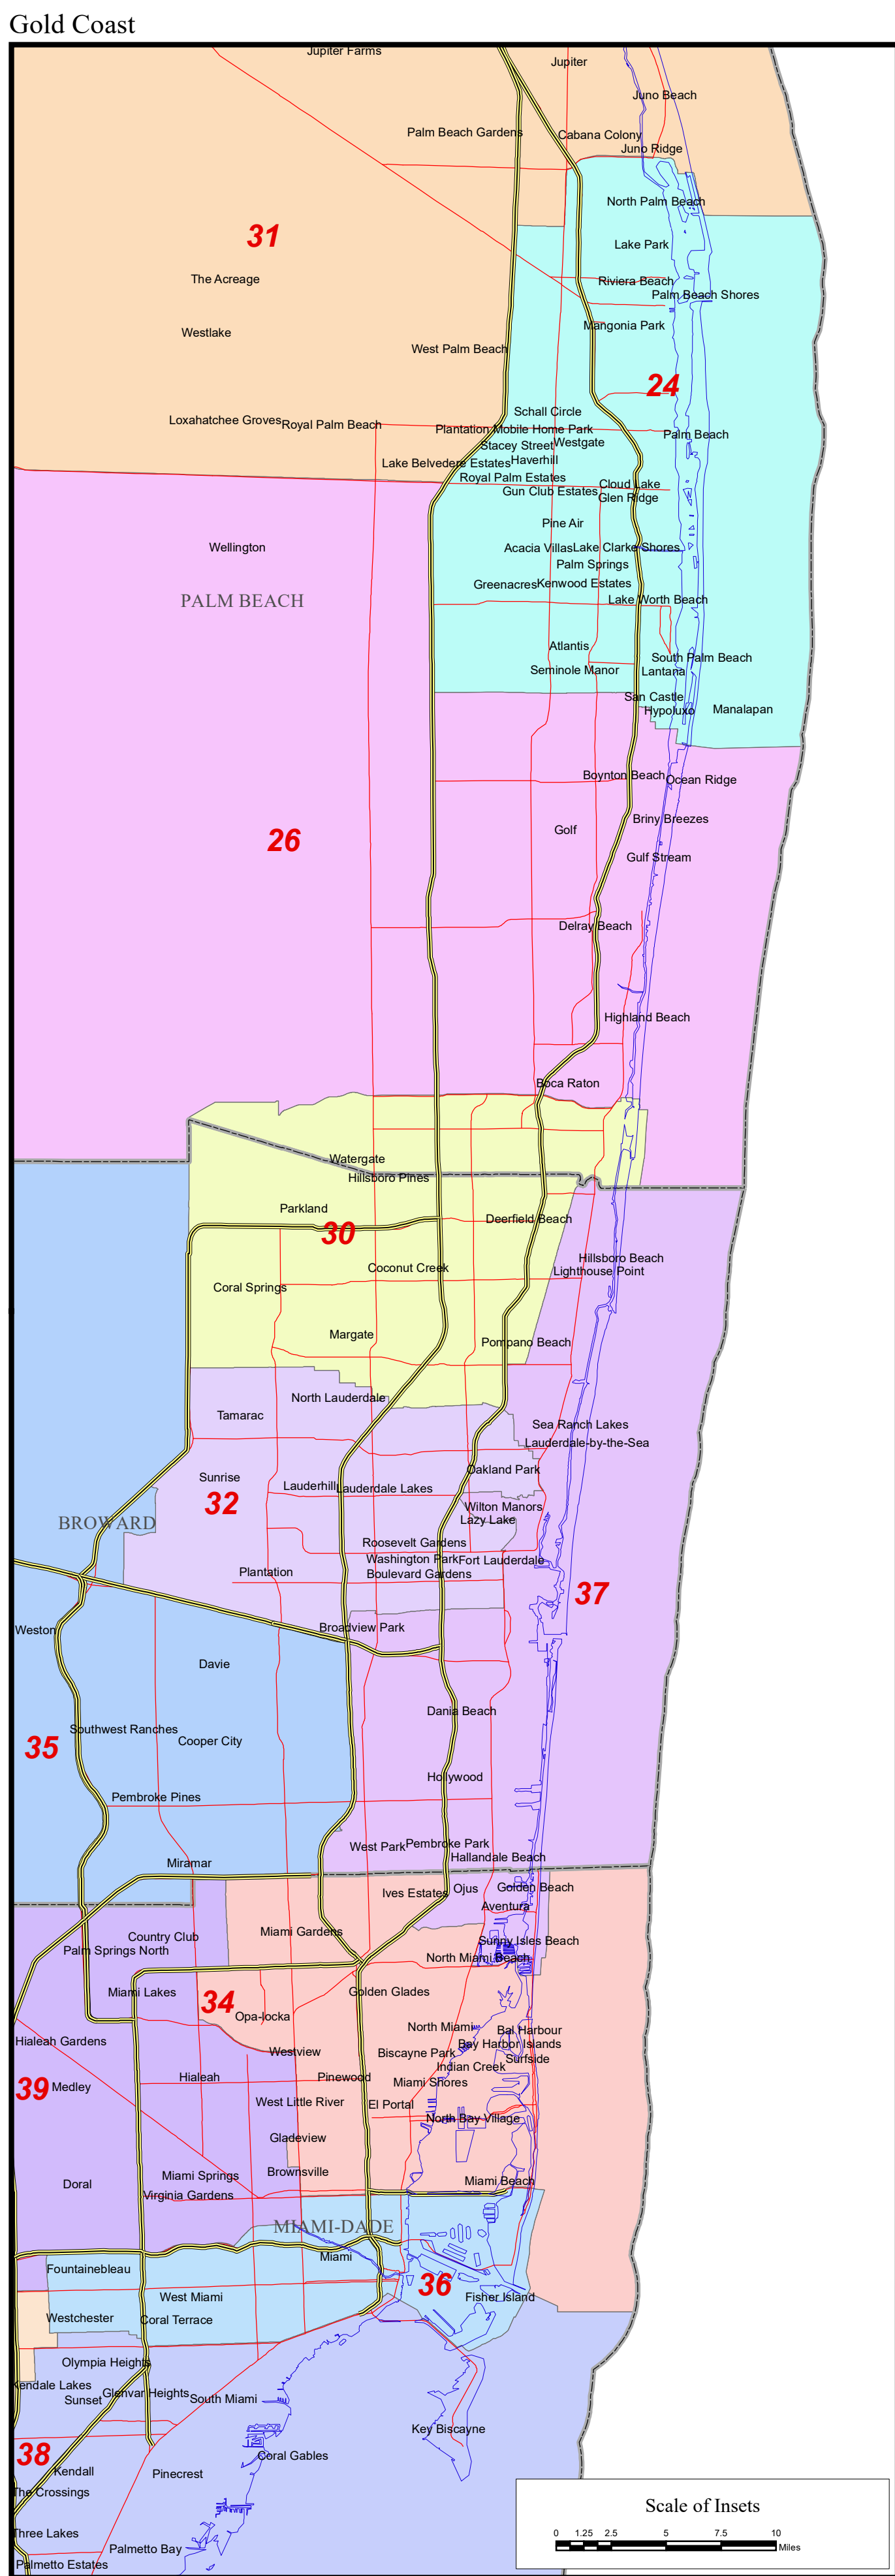 Gold Coast
Jupiter Farms
Jupiter
Juno Beach
Palm Beach Gardens
Cabana Colony
Juno Ridge
North Palm Beach
31
Lake Park
The Acreage
Riviera Beach
Palm Beach Shores
Mangonia Park
Westlake
West Palm Beach
24
Schall Circle
Loxahatchee Groves
Royal Palm Beach
Plantation Mobile Home Park
Palm Beach
Stacey Street
Westgate
Lake Belvedere Estates
Haverhill
Royal Palm Estates
Cloud Lake
Gun Club Estates
Glen Ridge
Pine Air
Wellington
Acacia Villas
Lake Clarke Shores
Palm Springs
Greenacres
Kenwood Estates
PALM BEACH
Lake Worth Beach
Atlantis
South Palm Beach
Seminole Manor
Lantana
San Castle
Hypoluxo
Manalapan
Boynton Beach
Ocean Ridge
26
Briny Breezes
Golf
Gulf Stream
Delray Beach
Highland Beach
Boca Raton
Watergate
Hillsboro Pines
Parkland
Deerfield Beach
30
Hillsboro Beach
Coconut Creek
Lighthouse Point
Coral Springs
Margate
Pompano Beach
North Lauderdale
Tamarac
Sea Ranch Lakes
Lauderdale-by-the-Sea
Oakland Park
Sunrise
Lauderhill
Lauderdale Lakes
32
Wilton Manors
Lazy Lake
BROWARD
Roosevelt Gardens
Washington Park
Fort Lauderdale
Plantation
Boulevard Gardens
37
Weston
Broadview Park
Davie
Dania Beach
Southwest Ranches
35
Cooper City
Hollywood
Pembroke Pines
West Park
Pembroke Park
Hallandale Beach
Miramar
Ives Estates
Ojus
Golden Beach
Aventura
Miami Gardens
Country Club
Sunny Isles Beach
Palm Springs North
North Miami Beach
Miami Lakes
34
Golden Glades
Opa-locka
North Miami
Bal Harbour
Hialeah Gardens
Bay Harbor Islands
Westview
Biscayne Park
Surfside
Indian Creek
Hialeah
Pinewood
Miami Shores
39
Medley
West Little River
El Portal
North Bay Village
Gladeview
Doral
Miami Springs
Brownsville
Miami Beach
Virginia Gardens
MIAMI-DADE
Miami
Fountainebleau
36
West Miami
Fisher Island
Westchester
Coral Terrace
Olympia Heights
Kendale Lakes
Glenvar Heights
Sunset
South Miami
Key Biscayne
38
Coral Gables
Kendall
Pinecrest
The Crossings
Scale of Insets
Three Lakes
0 1.25 2.5 5 7.5 10
Miles
Palmetto Bay
Palmetto Estates